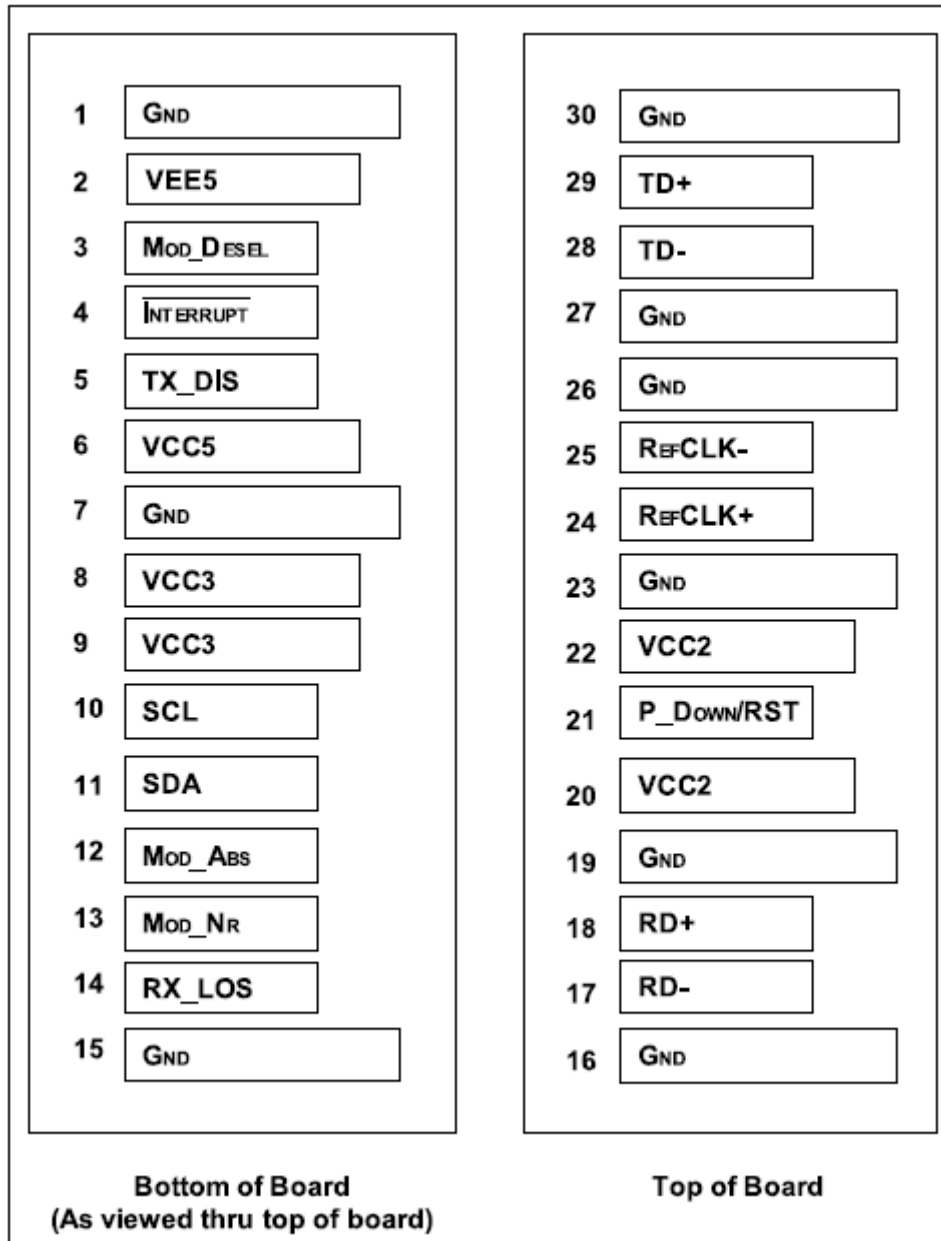 1 GND
2 VEE5
3 MOD_DESEL
4 INTERRUPT
5 TX_DIS
6 VCC5
7 GND
8 VCC3
9 VCC3
10 SCL
11 SDA
12 MOD_ABS
13 MOD_NR
14 RX_LOS
15 GND
Bottom of Board
(As viewed thru top of board)
30 GND
29 TD+
28 TD-
27 GND
26 GND
25 REFCLK-
24 REFCLK+
23 GND
22 VCC2
21 P_DOWN/RST
20 VCC2
19 GND
18 RD+
17 RD-
16 GND
Top of Board